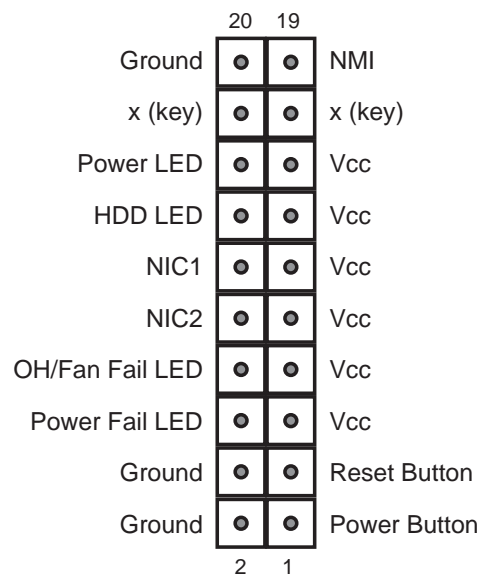 20 19
Ground NMI
x (key) x (key)
Power LED Vcc
HDD LED Vcc
NIC1 Vcc
NIC2 Vcc
OH/Fan Fail LED Vcc
Power Fail LED Vcc
Ground Reset Button
Ground Power Button
2 1